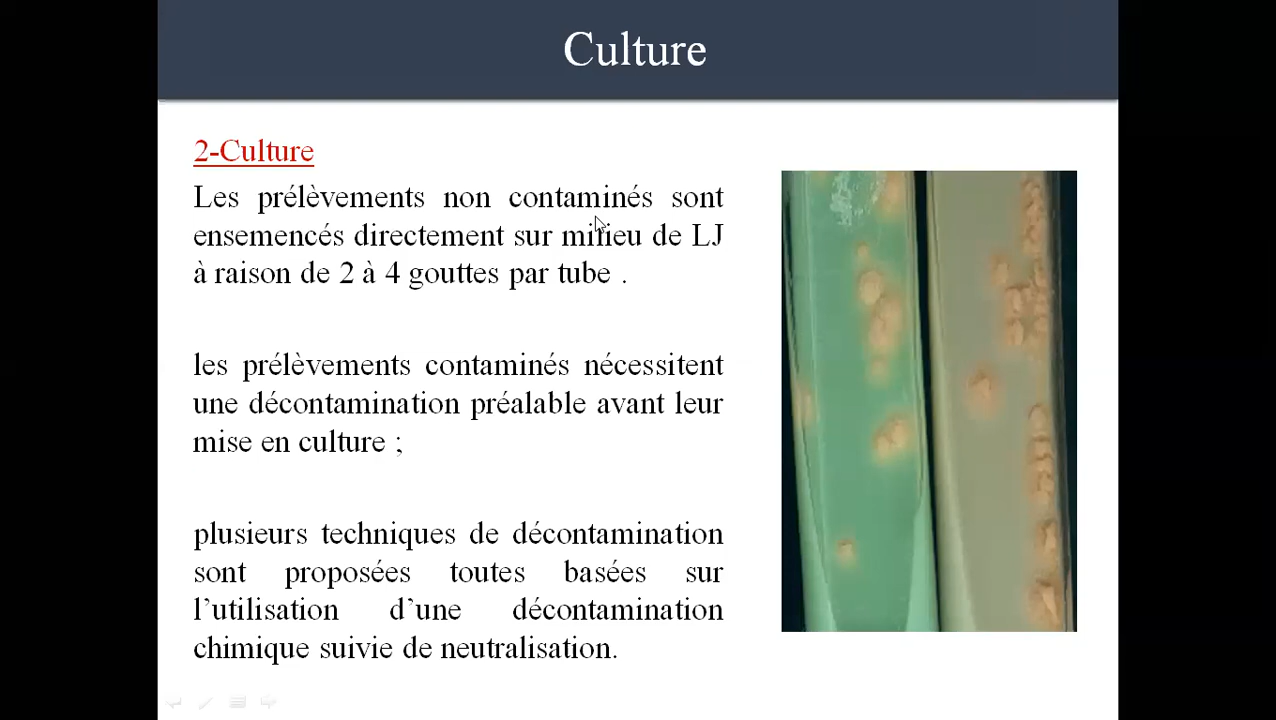 Culture
2-Culture
Les prélèvements non contaminés sont
ensemencés directement sur milieu de LJ
à raison de 2 à 4 gouttes par tube .
les prélèvements contaminés nécessitent
une décontamination préalable avant leur
mise en culture ;
plusieurs techniques de décontamination
sont proposées toutes basées sur
l’utilisation d’une décontamination
chimique suivie de neutralisation.